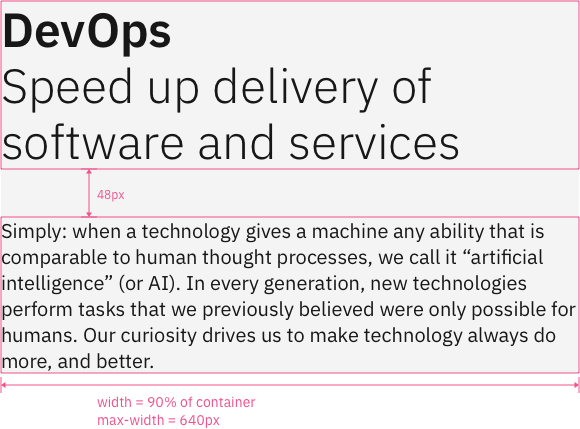 DevOps
Speed up delivery of
software and services
48px
Simply: when a technology gives a machine any ability that is
comparable to human thought processes, we call it “artificial
intelligence” (or AI). In every generation, new technologies
perform tasks that we previously believed were only possible for
humans. Our curiosity drives us to make technology always do
more, and better.
width = 90% of container
max-width = 640px